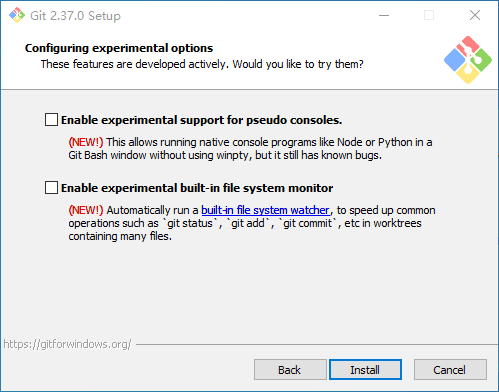 Git 2.37.0 Setup
Configuring experimental options
These features are developed actively. Would you like to try them?
Enable experimental support for pseudo consoles.
(NEW!) This allows running native console programs like Node or Python in a
Git Bash window without using winpty, but it still has known bugs.
Enable experimental built-in file system monitor
(NEW!) Automatically run a built-in file system watcher, to speed up common
operations such as `git status`, `git add`, `git commit`, etc in worktrees
containing many files.
https://gitforwindows.org/
Back Install Cancel